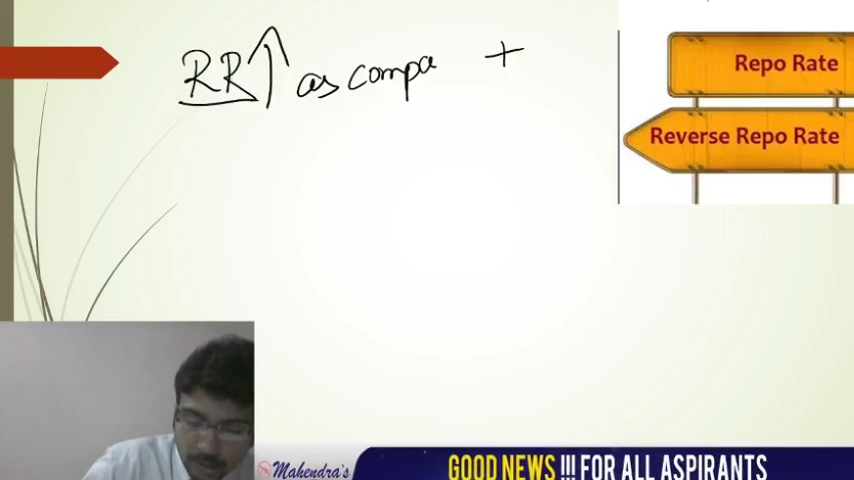 RR↑ as compa +
Repo Rate
Reverse Repo Rate
Mahendra's
GOOD NEWS !!! FOR ALL ASPIRANTS